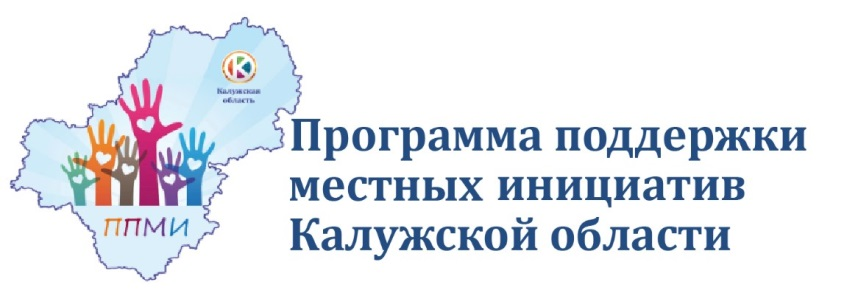 Калужская
область
ППМИ
Программа поддержки
местных инициатив
Калужской области